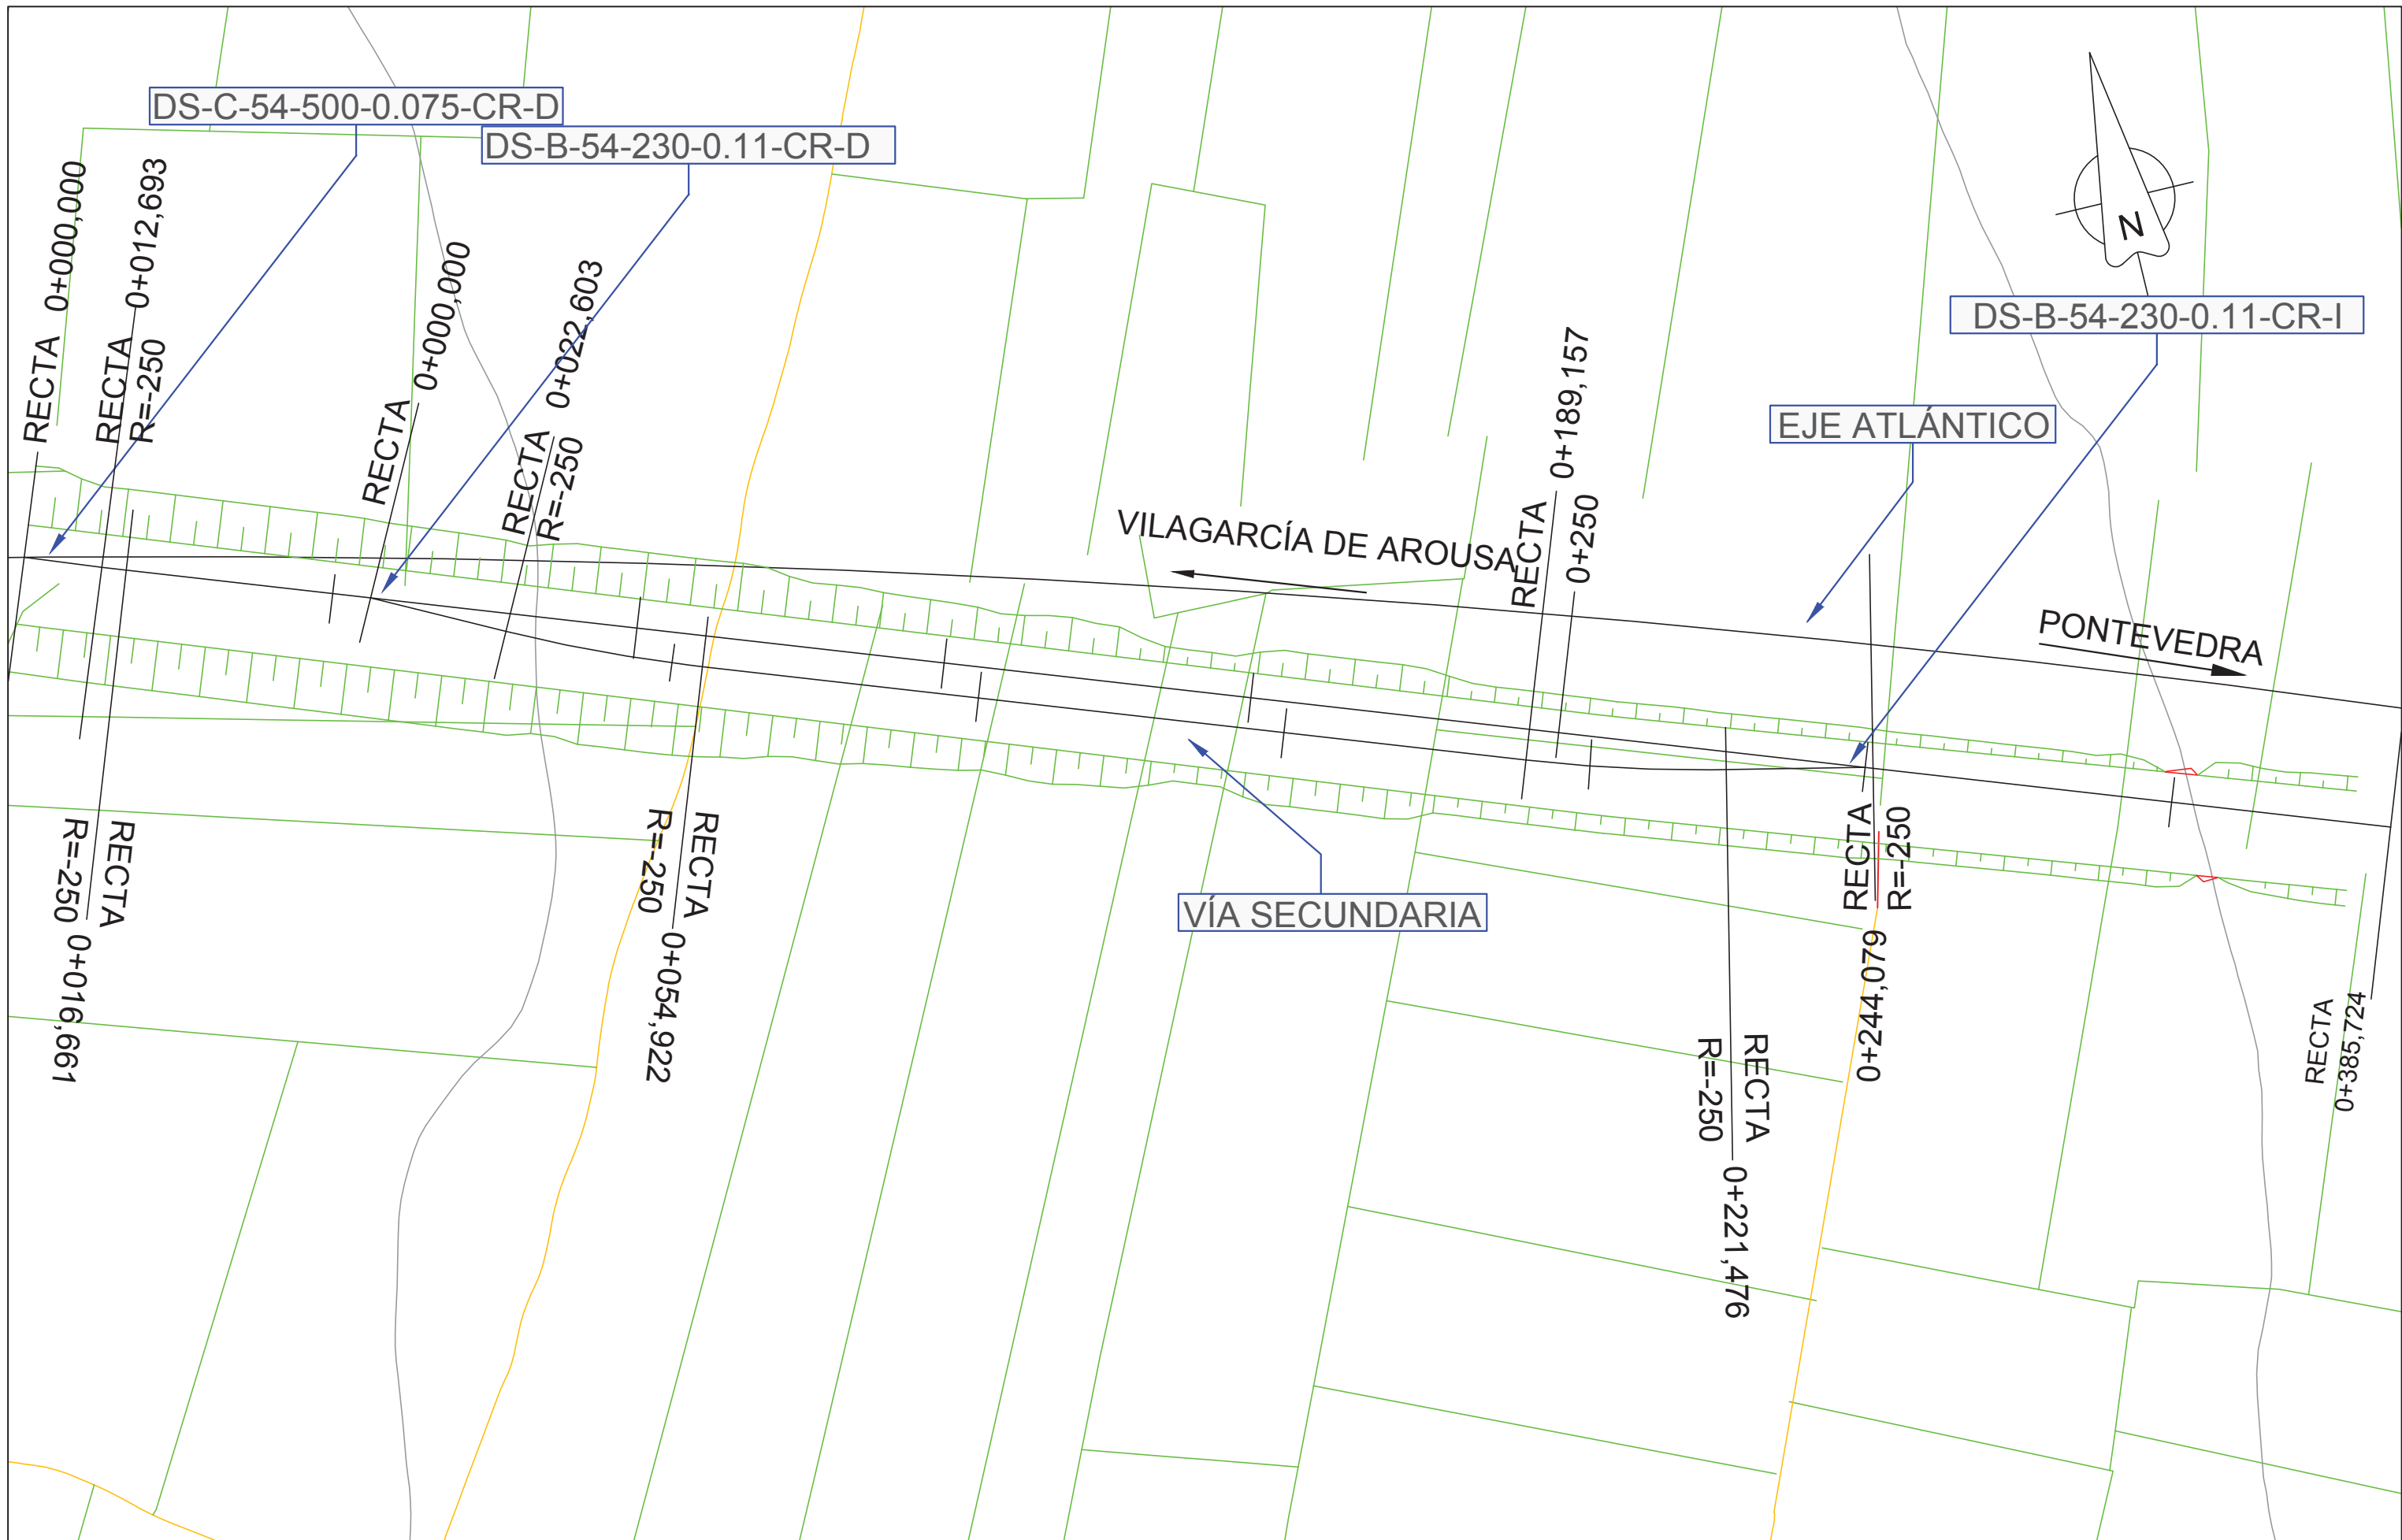 DS-C-54-500-0.075-CR-D
DS-B-54-230-0.11-CR-D
RECTA 0+000,000
RECTA 0+012,693
R=-250
RECTA 0+000,000
RECTA 0+022,603
R=-250
VILAGARCÍA DE AROUSA
RECTA 0+189,157
0+250
EJE ATLÁNTICO
N
DS-B-54-230-0.11-CR-I
PONTEVEDRA
RECTA
R=-250 0+016,661
RECTA
R=-250 0+054,922
VÍA SECUNDARIA
RECTA 0+221,476
R=-250
RECTA
R=-250
0+244,079
RECTA
0+385,724